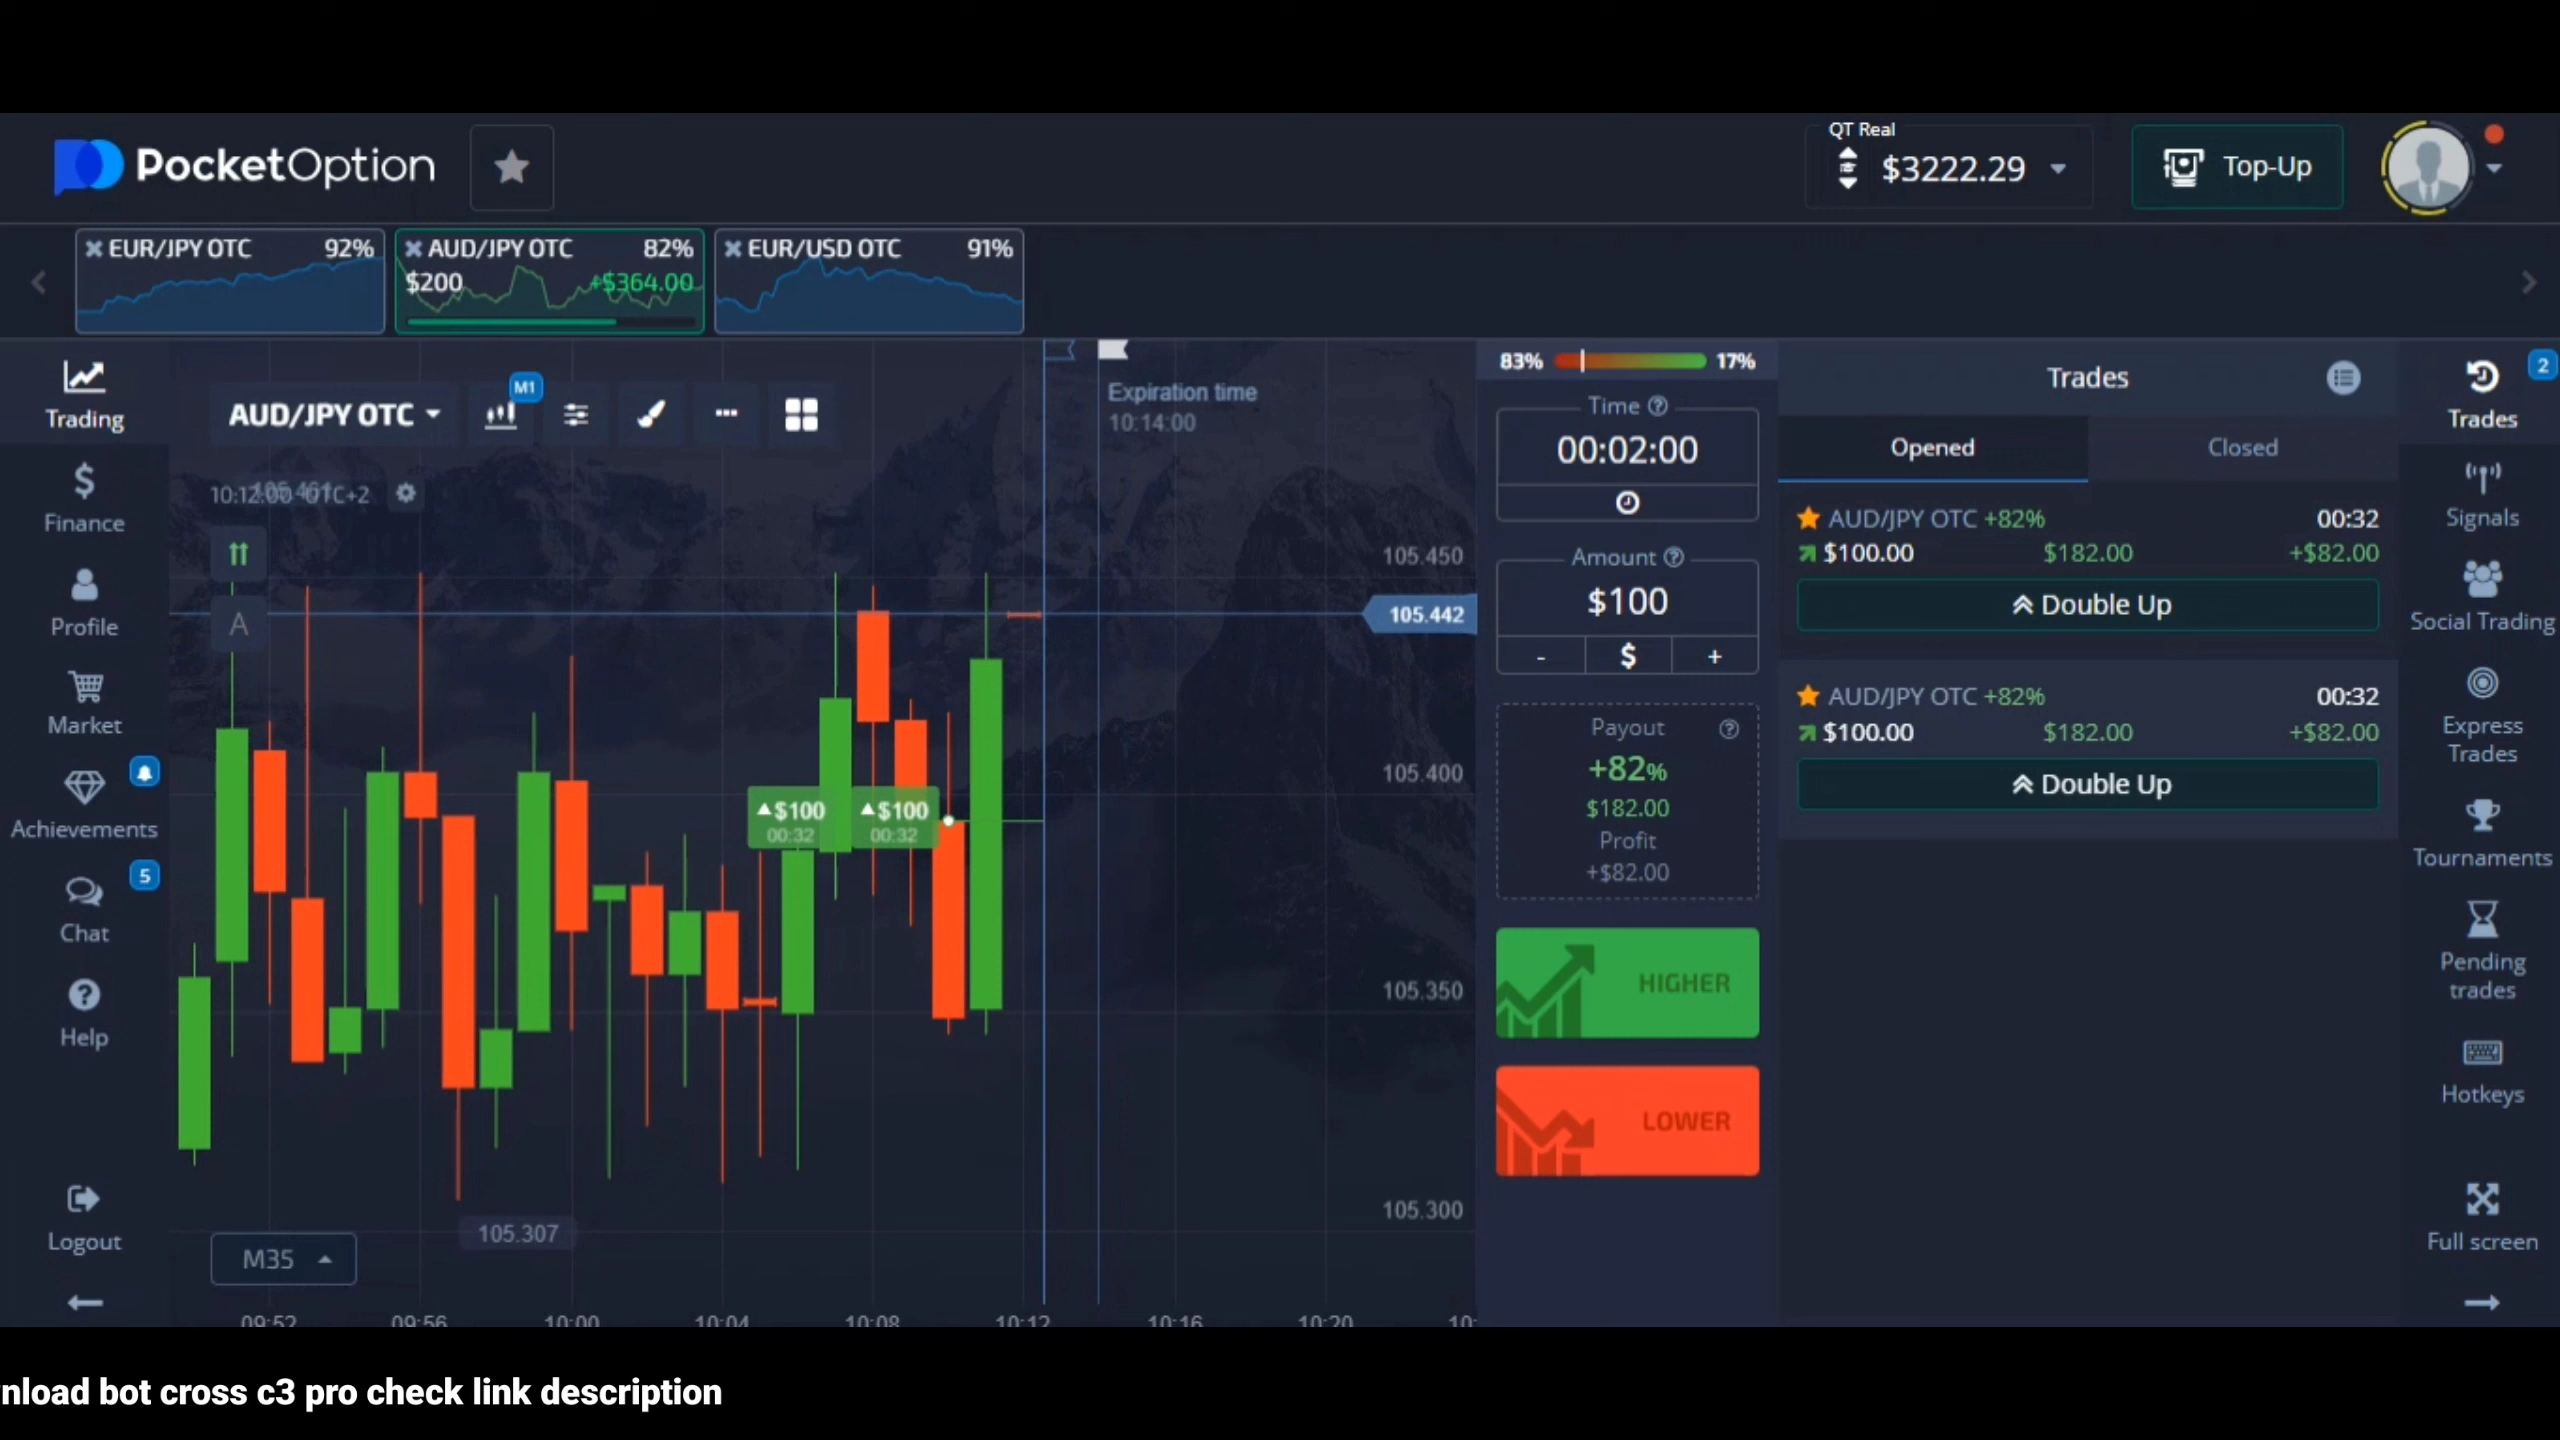 PocketOption
QT Real
$3222.29
Top-Up
EUR/JPY OTC 92%
AUD/JPY OTC 82%
$200 +$364.00
EUR/USD OTC 91%
Trading
Finance
Profile
Market
Achievements
Chat
5
Help
Logout
AUD/JPY OTC
M1
10:12:00 OTC+2
A
Expiration time
10:14:00
105.450
105.442
105.400
105.350
105.300
$100
00:32
$100
00:32
105.307
M35
09:52 09:56 10:00 10:04 10:08 10:12 10:16 10:20 10:
83% 17%
Time
00:02:00
Amount
$100
- $ +
Payout
+82%
$182.00
Profit
+$82.00
HIGHER
LOWER
Trades
Opened Closed
AUD/JPY OTC +82% 00:32
$100.00 $182.00 +$82.00
Double Up
AUD/JPY OTC +82% 00:32
$100.00 $182.00 +$82.00
Double Up
2
Trades
Signals
Social Trading
Express
Trades
Tournaments
Pending
trades
Hotkeys
Full screen
nload bot cross c3 pro check link description